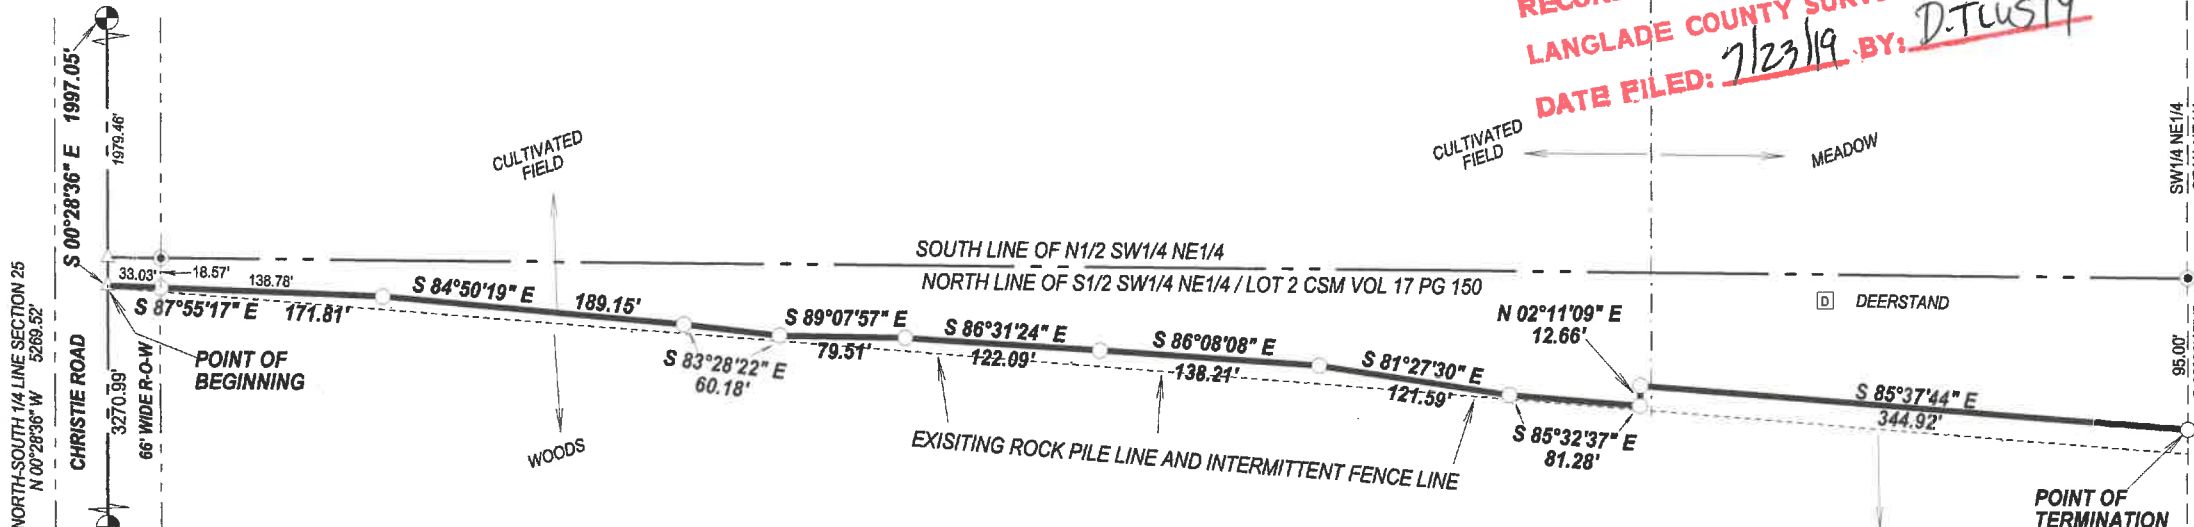 LANGLADE COUNTY
DATE FILED: 7/23/19 BY: D. TLUSTY
S 00°28'36" E 1997.05'
1979.46'
CULTIVATED
FIELD
CULTIVATED
FIELD
MEADOW
SW1/4 NE1/4
SOUTH LINE OF N1/2 SW1/4 NE1/4
NORTH LINE OF S1/2 SW1/4 NE1/4 / LOT 2 CSM VOL 17 PG 150
33.03'
18.57'
138.78'
S 87°55'17" E 171.81'
S 84°50'19" E 189.15'
S 83°28'22" E
60.18'
S 89°07'57" E
79.51'
S 86°31'24" E
122.09'
S 86°08'08" E
138.21'
S 81°27'30" E
121.59'
N 02°11'09" E
12.66'
S 85°32'37" E
81.28'
D DEERSTAND
S 85°37'44" E
344.92'
95.00'
POINT OF
BEGINNING
NORTH-SOUTH 1/4 LINE SECTION 25
N 00°28'36" W 5269.52'
CHRISTIE ROAD
3270.99'
66' WIDE R-O-W
WOODS
EXISITING ROCK PILE LINE AND INTERMITTENT FENCE LINE
POINT OF
TERMINATION